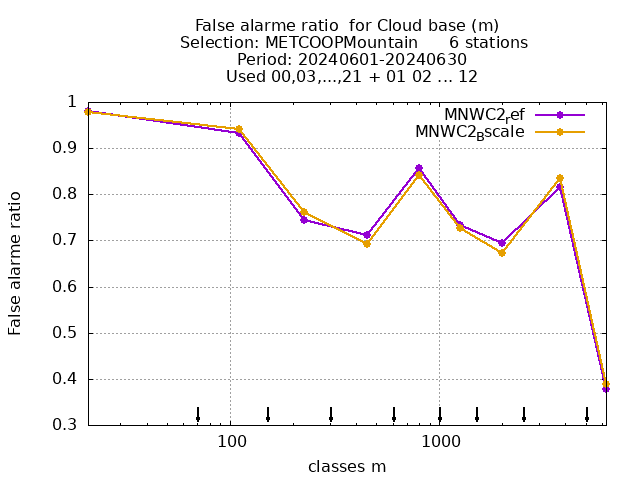 False alarme ratio  for Cloud base (m)
Selection: METCOOPMountain      6 stations
Period: 20240601-20240630
Used 00,03,...,21 + 01 02 ... 12
MNWC2_ref
MNWC2_Bscale
1
0.9
0.8
0.7
0.6
0.5
0.4
0.3
False alarme ratio
100
1000
classes m